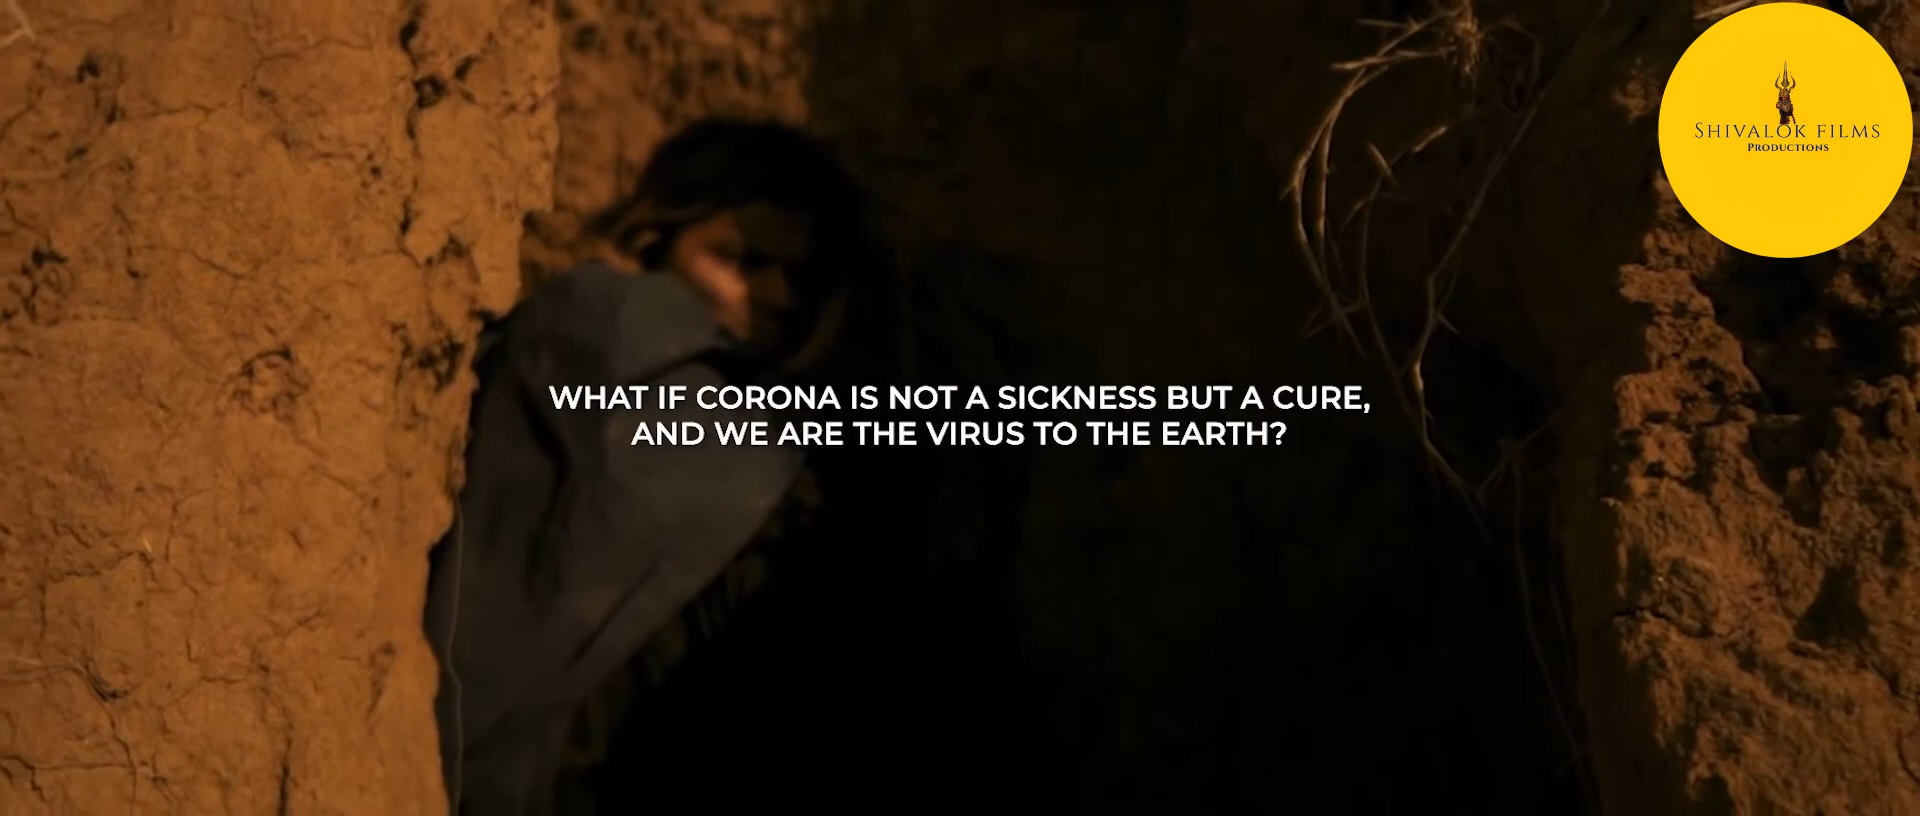 SHIVALOK FILMS
PRODUCTIONS
WHAT IF CORONA IS NOT A SICKNESS BUT A CURE,
AND WE ARE THE VIRUS TO THE EARTH?